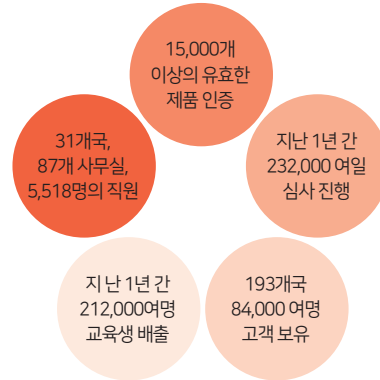 15,000개
이상의 유효한
제품 인증
31개국,
87개 사무실,
5,518명의 직원
지난 1년 간
232,000 여일
심사 진행
지 난 1년 간
212,000여명
교육생 배출
193개국
84,000 여명
고객 보유